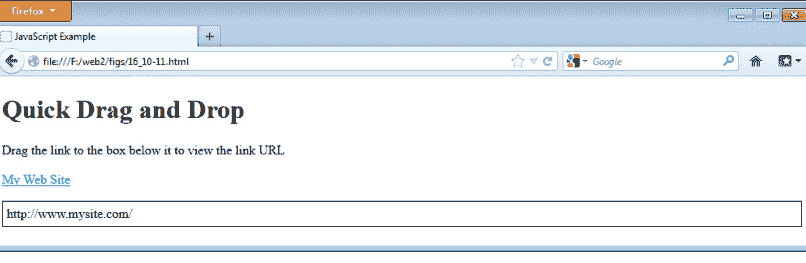 Firefox
JavaScript Example
file:///F:/web2/figs/16_10-11.html
Google
Quick Drag and Drop
Drag the link to the box below it to view the link URL
My Web Site
http://www.mysite.com/